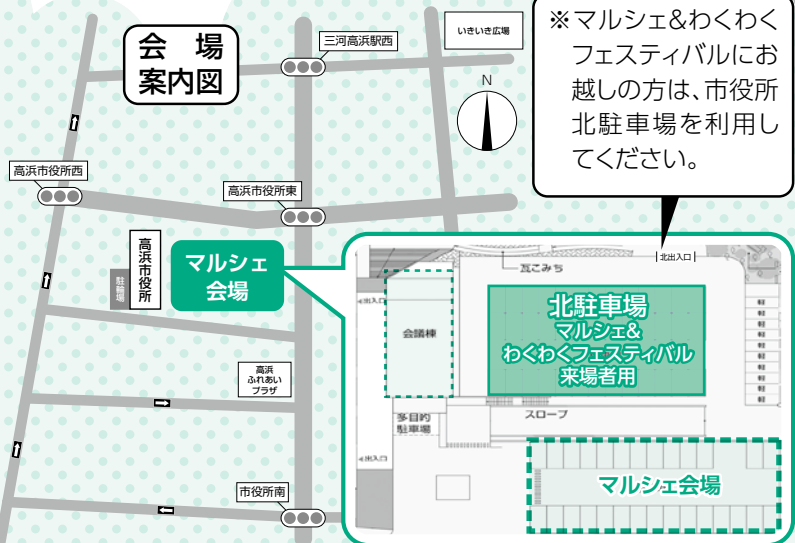 会場
案内図
三河高浜駅西
いきいき広場
※マルシェ&わくわく
フェスティバルにお
越しの方は、市役所
北駐車場を利用し
てください。
N
高浜市役所西
高浜市役所東
高浜市役所
駐輪場
マルシェ
会場
高浜
ふれあい
プラザ
市役所南
瓦こみち
北出入口
出入口
会議棟
北駐車場
マルシェ&
わくわくフェスティバル
来場者用
多目的
駐車場
スロープ
出入口
マルシェ会場